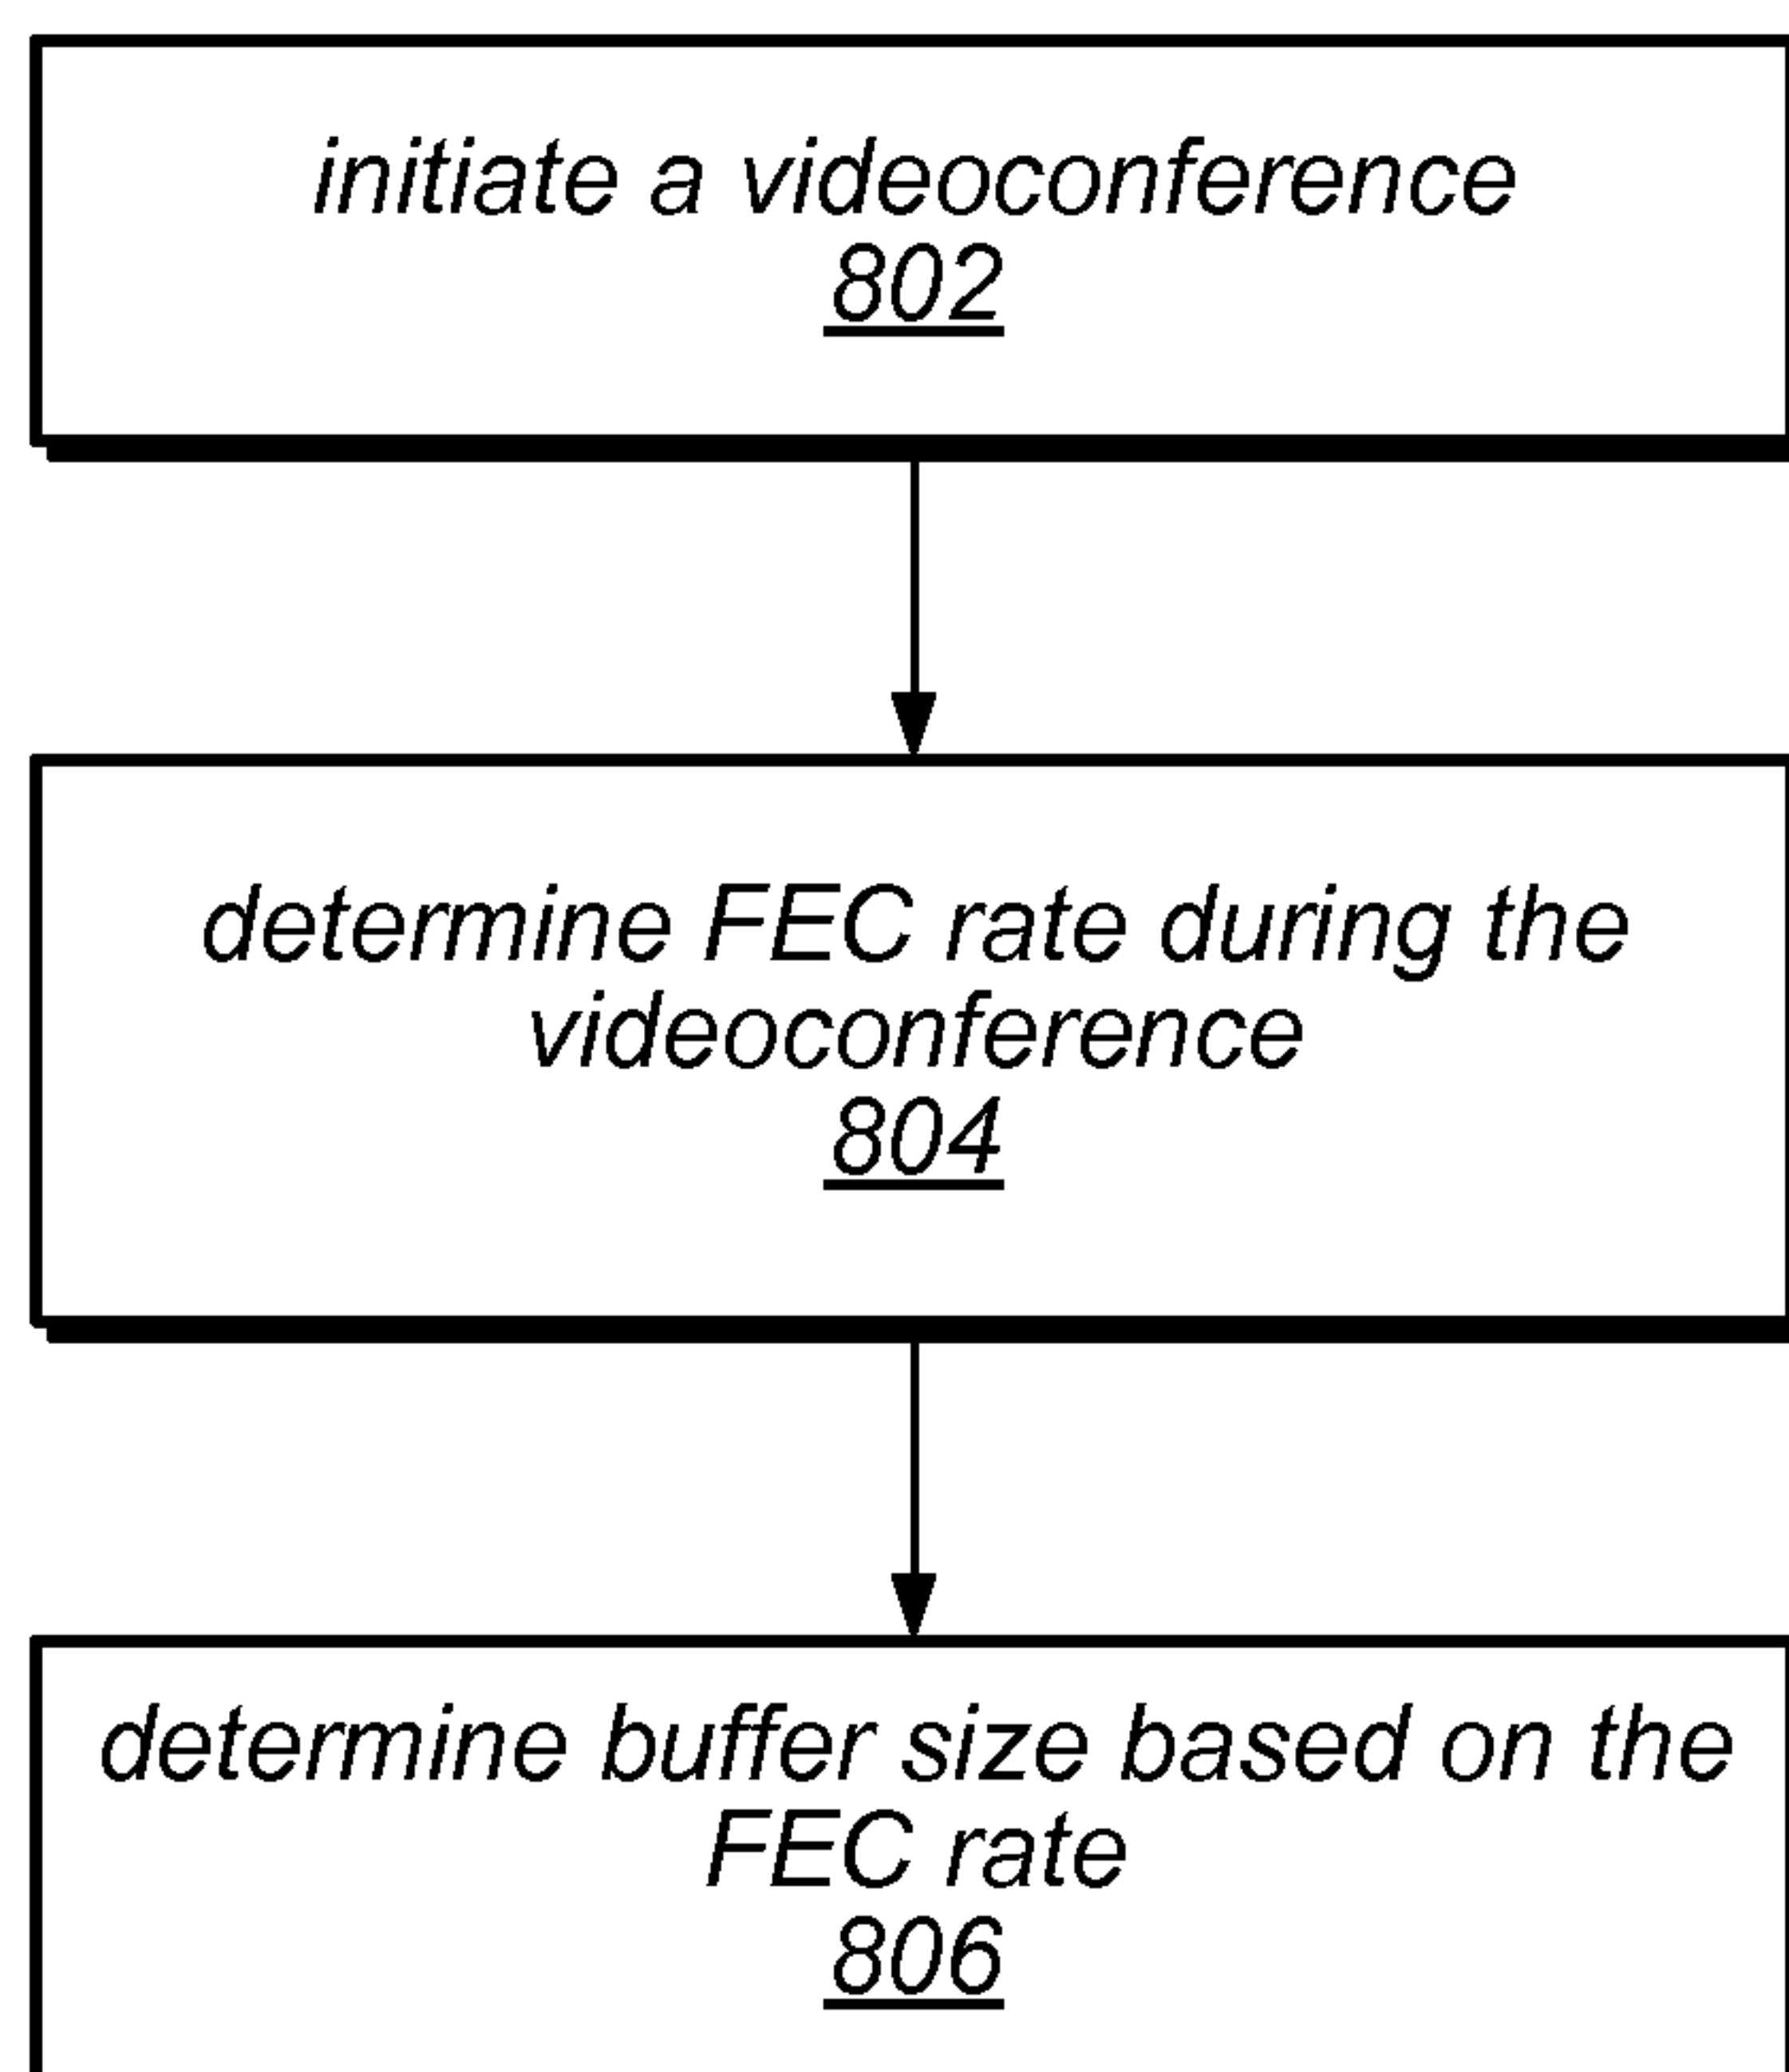 initiate a videoconference
802
determine FEC rate during the
videoconference
804
determine buffer size based on the
FEC rate
806